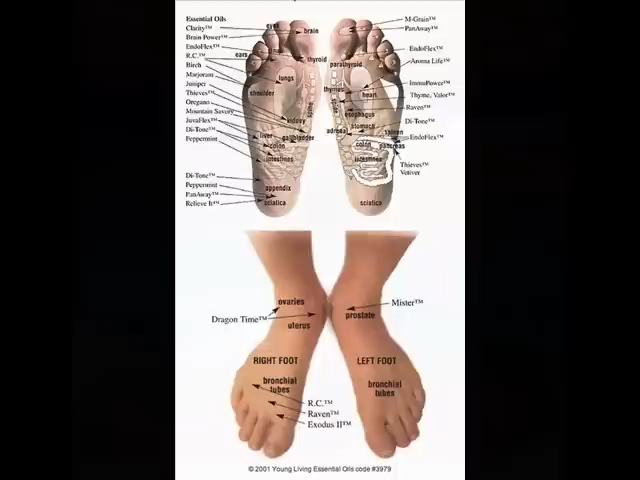 Essential Oils
Clarity™
Brain Power™
EndoFlex™
R.C.™
Birch
Marjoram
Juniper
Thieves™
Oregano
Mountain Savory
JuvaFlex™
Di-Tone™
Peppermint
Di-Tone™
Peppermint
PanAway™
Relieve It™
eyes
brain
ears
thyroid
lungs
shoulder
spine
kidney
liver
gallbladder
colon
intestines
appendix
sciatica
parathyroid
thymus
heart
spine
esophagus
stomach
adrenal
spleen
colon
pancreas
intestines
sciatica
M-Grain™
PanAway™
EndoFlex™
Aroma Life™
ImmuPower™
Thyme, Valor™
Raven™
Di-Tone™
EndoFlex™
Thieves™
Vetiver
ovaries
Dragon Time™
uterus
Mister™
prostate
RIGHT FOOT
LEFT FOOT
bronchial
tubes
bronchial
tubes
R.C.™
Raven™
Exodus II™
© 2001 Young Living Essential Oils code #3979